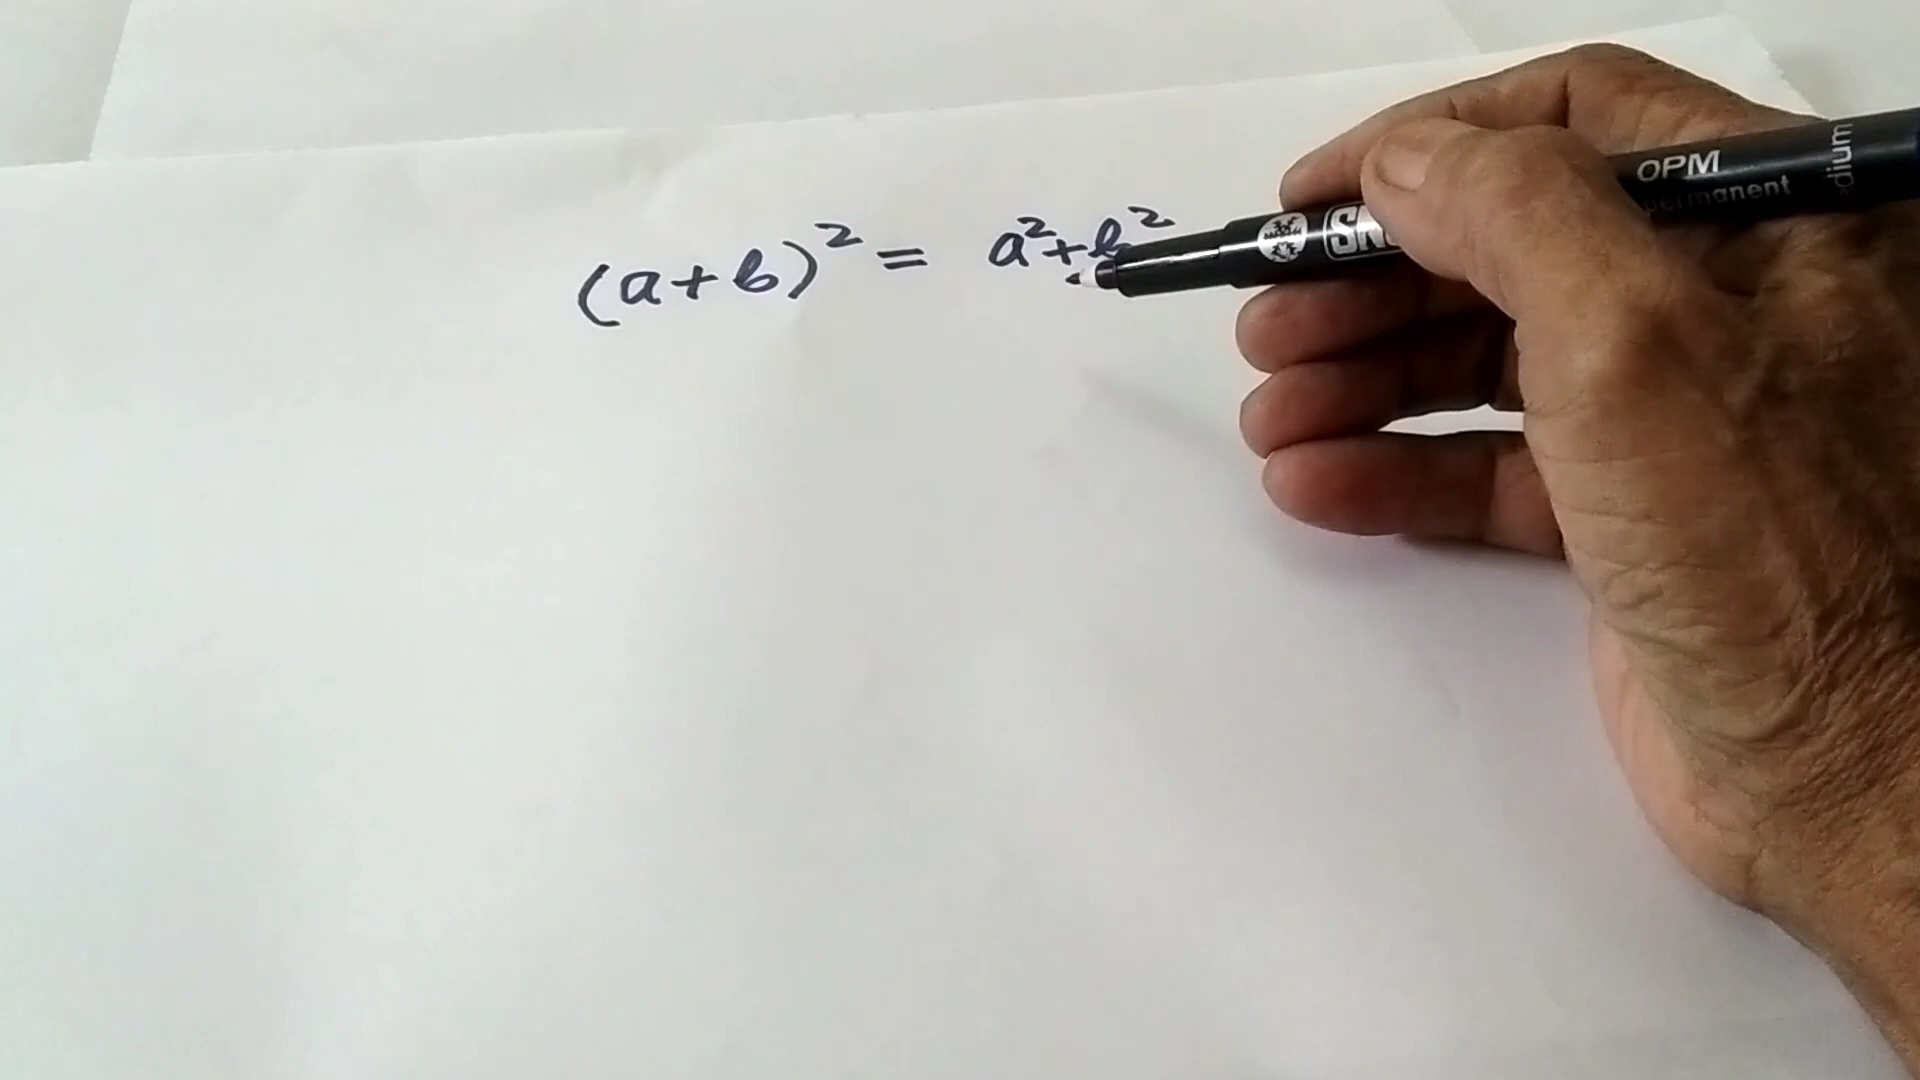 (a+b)² = a²+b²
OPM
permanent